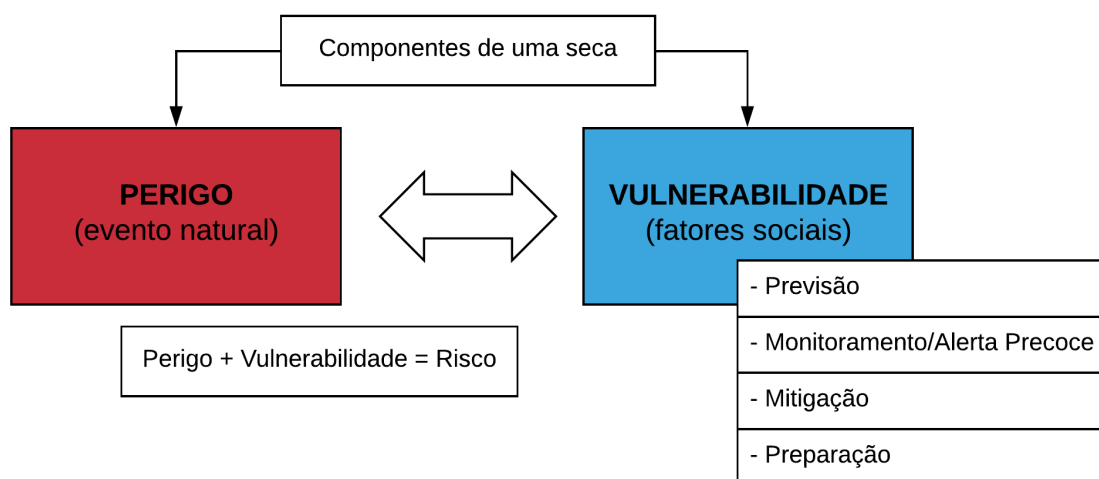 Componentes de uma seca
PERIGO
(evento natural)
VULNERABILIDADE
(fatores sociais)
- Previsão
- Monitoramento/Alerta Precoce
- Mitigação
- Preparação
Perigo + Vulnerabilidade = Risco